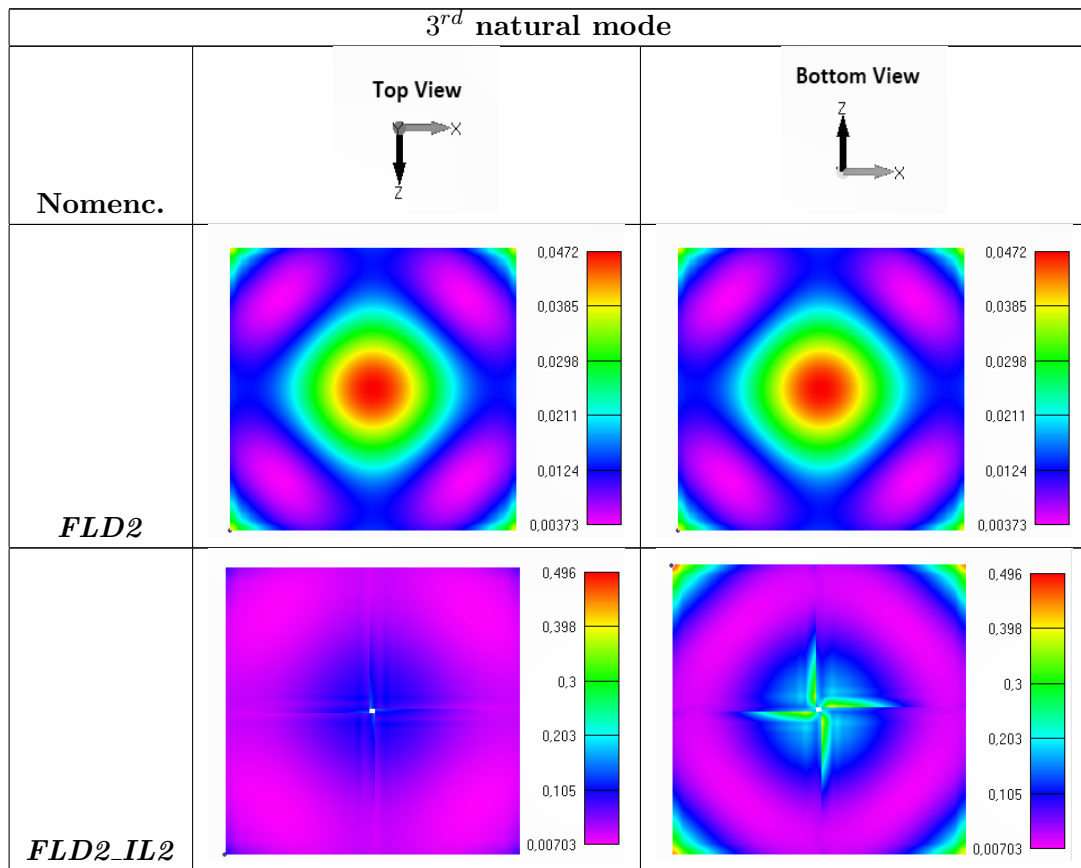 3rd natural mode
Nomenc.
Top View
Y
X
Z
Bottom View
Z
X
FLD2
0,0472
0,0385
0,0298
0,0211
0,0124
0,00373
0,0472
0,0385
0,0298
0,0211
0,0124
0,00373
FLD2_IL2
0,496
0,398
0,3
0,203
0,105
0,00703
0,496
0,398
0,3
0,203
0,105
0,00703